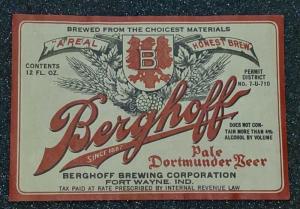 BREWED FROM THE CHOICEST MATERIALS
A REAL HONEST BREW
B
CONTENTS
12 FL. OZ.
PERMIT
DISTRICT
NO. 7-U-710
Berghoff
SINCE 1887
DOES NOT CON-
TAIN MORE THAN 4%
ALCOHOL BY VOLUME
Pale
Dortmunder Beer
BERGHOFF BREWING CORPORATION
FORT WAYNE, IND.
TAX PAID AT RATE PRESCRIBED BY INTERNAL REVENUE LAW